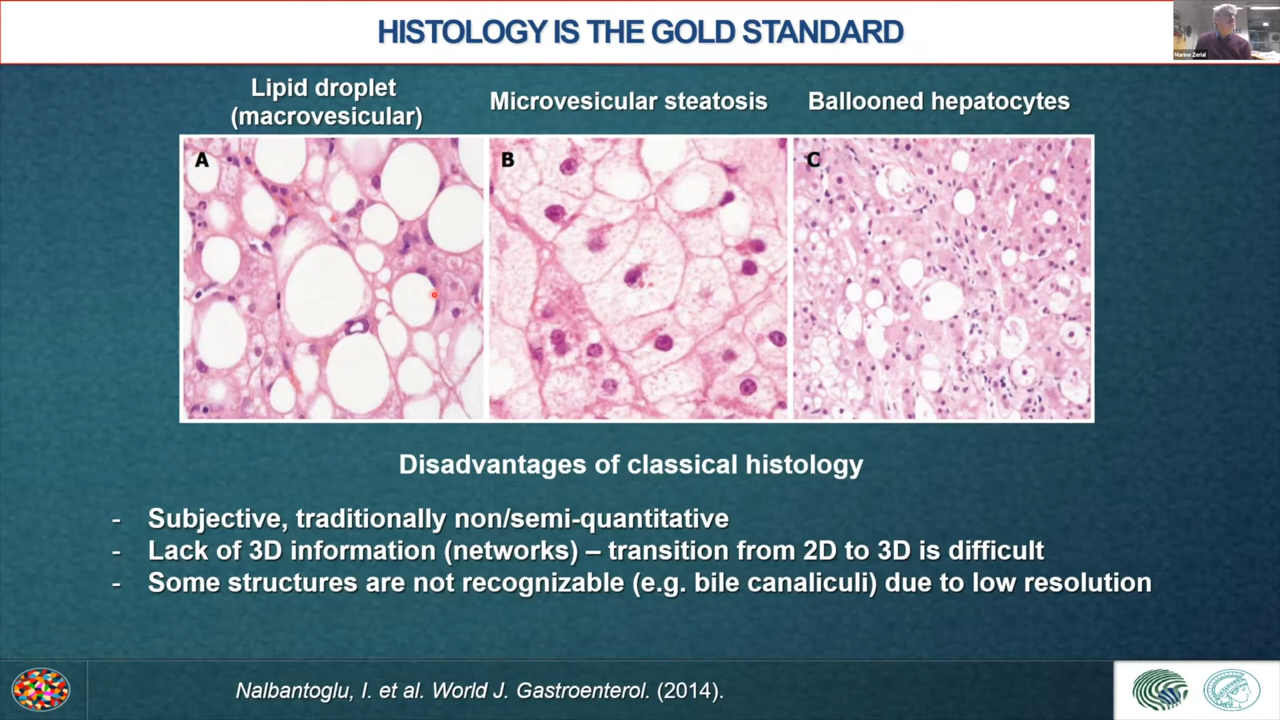 HISTOLOGY IS THE GOLD STANDARD
Marino Zerial
Lipid droplet
(macrovesicular)
Microvesicular steatosis
Ballooned hepatocytes
A
B
C
Disadvantages of classical histology
- Subjective, traditionally non/semi-quantitative
- Lack of 3D information (networks) – transition from 2D to 3D is difficult
- Some structures are not recognizable (e.g. bile canaliculi) due to low resolution
Nalbantoglu, I. et al. World J. Gastroenterol. (2014).